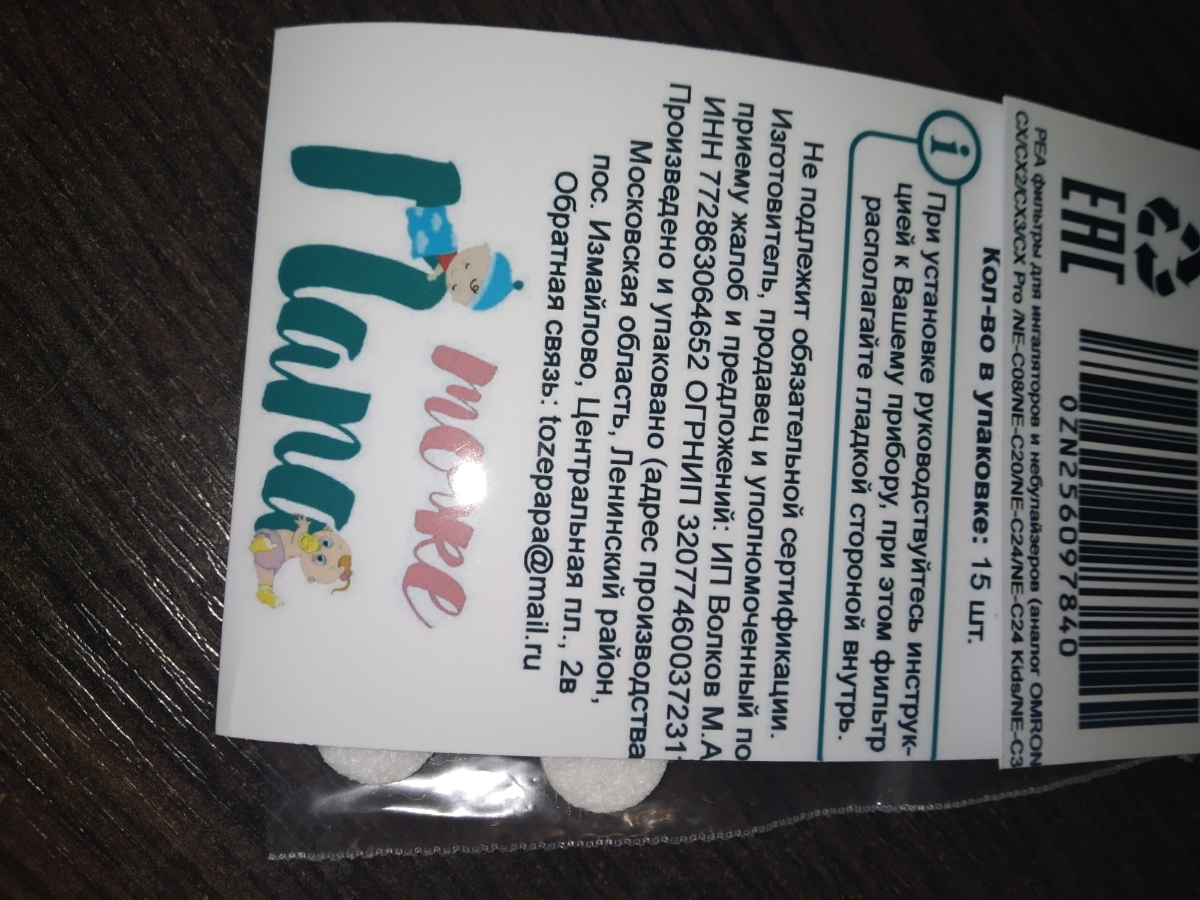 EAC
OZN256097840
PEA фильтры для ингаляторов и небулайзеров (аналог OMRON
CX/CX2/CX3/CX Pro /NE-C08/NE-C20/NE-C24/NE-C24 Kids/NE-C3
Кол-во в упаковке: 15 шт.
i
При установке руководствуйтесь инструк-
цией к Вашему прибору, при этом фильтр
располагайте гладкой стороной внутрь.
Не подлежит обязательной сертификации.
Изготовитель, продавец и уполномоченный по
приему жалоб и предложений: ИП Волков М.А
ИНН 772863064652 ОГРНИП 32077460037231
Произведено и упаковано (адрес производства
Московская область, Ленинский район,
пос. Измайлово, Центральная пл., 2в
Обратная связь: tozepapa@mail.ru
тоже
Папа